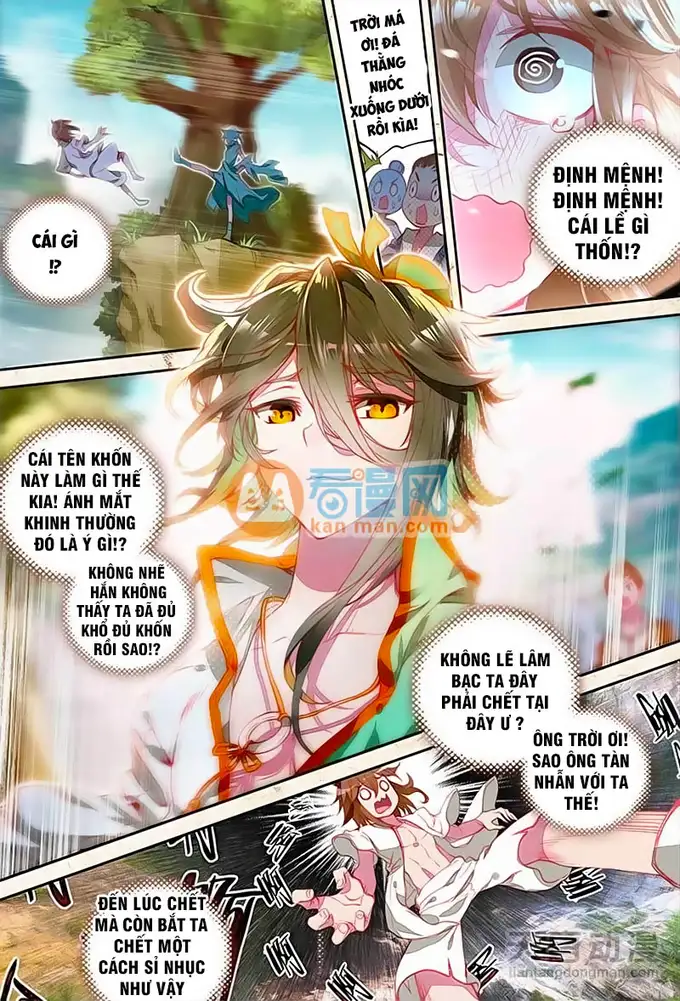 TRỜI MÁ
ƠI! ĐÁ
THẰNG
NHÓC
XUỐNG DƯỚI
RỒI KÌA!
CÁI GÌ
!?
ĐỊNH MỆNH!
ĐỊNH MỆNH!
CÁI LỀ GÌ
THỐN!?
CÁI TÊN KHỐN
NÀY LÀM GÌ THẾ
KIA! ÁNH MẮT
KHINH THƯỜNG
ĐÓ LÀ Ý GÌ!?
KHÔNG NHẼ
HẮN KHÔNG
THẤY TA ĐÃ ĐỦ
KHỔ ĐỦ KHỐN
RỒI SAO!?
看漫网
kan man.com
KHÔNG LẼ LÂM
BẠC TA ĐÂY
PHẢI CHẾT TẠI
ĐÂY Ư ?
ÔNG TRỜI ƠI!
SAO ÔNG TÀN
NHẪN VỚI TA
THẾ!
ĐẾN LÚC CHẾT
MÀ CÒN BẮT TA
CHẾT MỘT
CÁCH SỈ NHỤC
NHƯ VẬY
liantangdongman.com